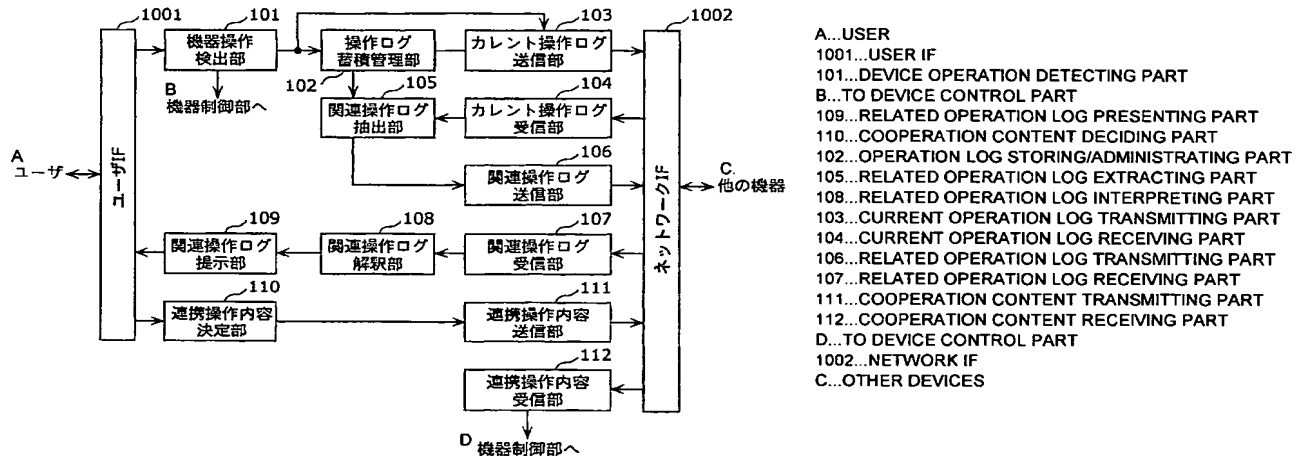 1001
101
103
1002
機器操作
検出部
操作ログ
蓄積管理部
カレント操作ログ
送信部
B
機器制御部へ
102
105
104
関連操作ログ
抽出部
カレント操作ログ
受信部
A
ユーザ
ユーザIF
106
関連操作ログ
送信部
ネットワークIF
C.
他の機器
109
108
107
関連操作ログ
提示部
関連操作ログ
解釈部
関連操作ログ
受信部
110
111
連携操作内容
決定部
連携操作内容
送信部
112
連携操作内容
受信部
D
機器制御部へ
A...USER
1001...USER IF
101...DEVICE OPERATION DETECTING PART
B...TO DEVICE CONTROL PART
109...RELATED OPERATION LOG PRESENTING PART
110...COOPERATION CONTENT DECIDING PART
102...OPERATION LOG STORING/ADMINISTRATING PART
105...RELATED OPERATION LOG EXTRACTING PART
108...RELATED OPERATION LOG INTERPRETING PART
103...CURRENT OPERATION LOG TRANSMITTING PART
104...CURRENT OPERATION LOG RECEIVING PART
106...RELATED OPERATION LOG TRANSMITTING PART
107...RELATED OPERATION LOG RECEIVING PART
111...COOPERATION CONTENT TRANSMITTING PART
112...COOPERATION CONTENT RECEIVING PART
D...TO DEVICE CONTROL PART
1002...NETWORK IF
C...OTHER DEVICES